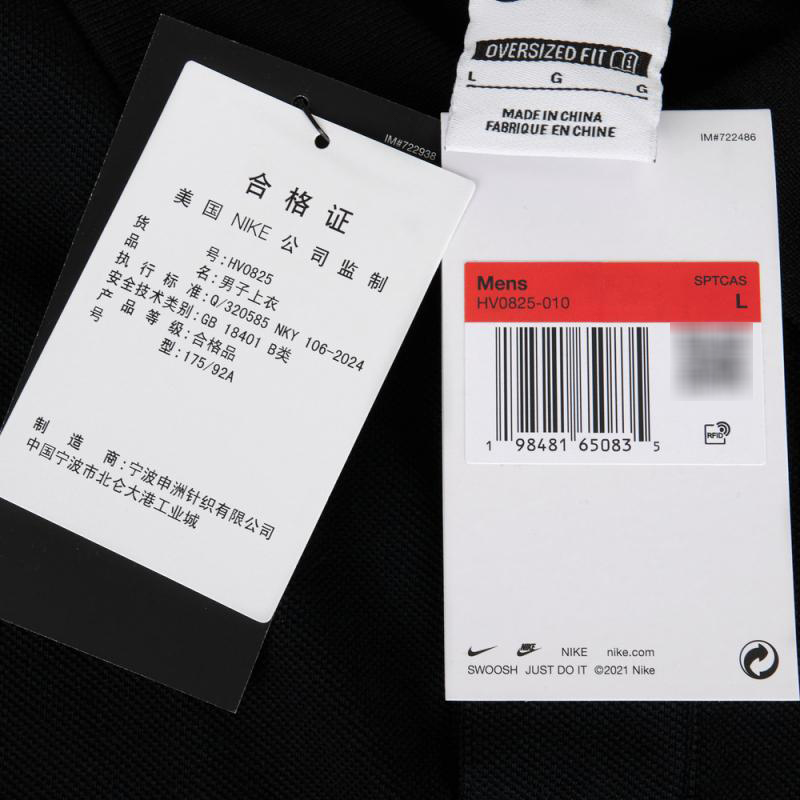 OVERSIZED FIT
L G G
MADE IN CHINA
FABRIQUE EN CHINE
IM#722938
合格证
美国 NIKE 公司监制
货号:HV0825
品名:男子上衣
执行标准:Q/320585 NKY 106-2024
安全技术类别:GB 18401 B类
产品等级:合格品
号型:175/92A
制造商:宁波申洲针织有限公司
中国宁波市北仑大港工业城
IM#722486
Mens SPTCAS
HV0825-010 L
1 98481 65083 5
RFID
NIKE NIKE nike.com
SWOOSH JUST DO IT ©2021 Nike